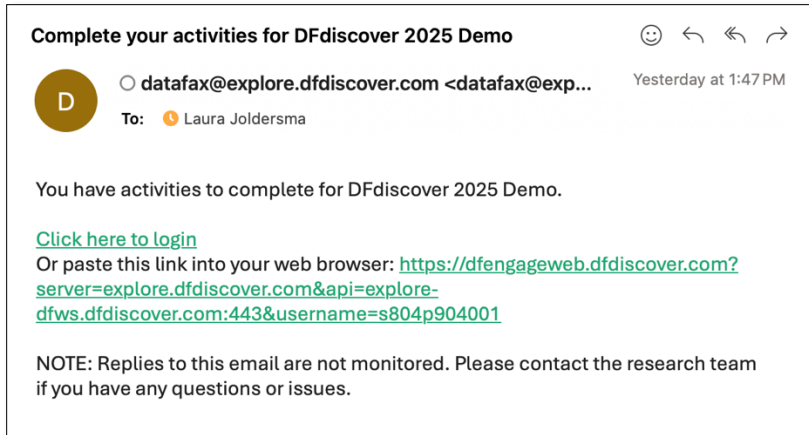 Complete your activities for DFdiscover 2025 Demo
D
datafax@explore.dfdiscover.com <datafax@exp...
Yesterday at 1:47 PM
To: Laura Joldersma
You have activities to complete for DFdiscover 2025 Demo.
Click here to login
Or paste this link into your web browser: https://dfengageweb.dfdiscover.com?
server=explore.dfdiscover.com&api=explore-
dfws.dfdiscover.com:443&username=s804p904001
NOTE: Replies to this email are not monitored. Please contact the research team
if you have any questions or issues.